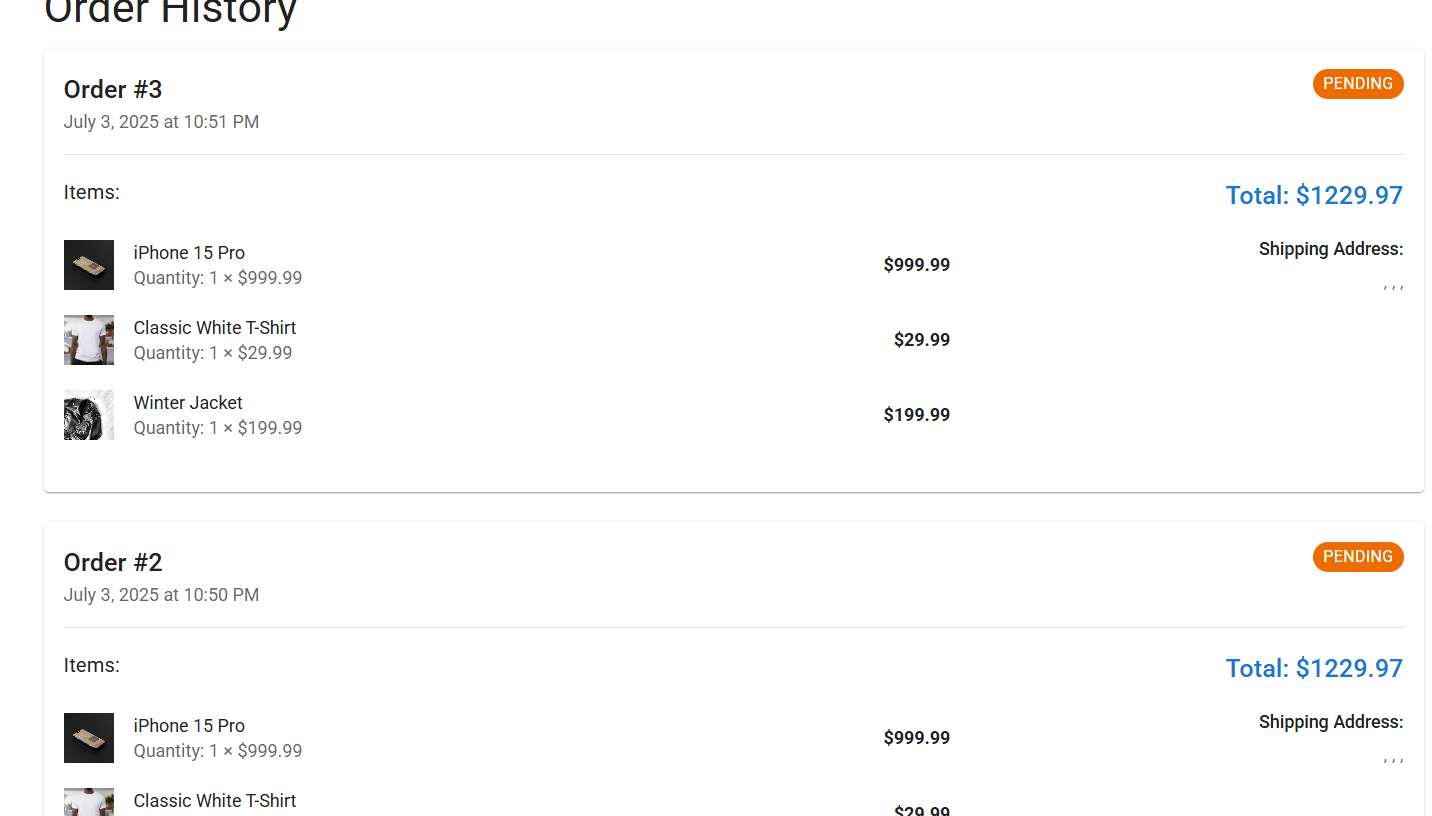 Order History
Order #3
PENDING
July 3, 2025 at 10:51 PM
Items:
Total: $1229.97
iPhone 15 Pro
Quantity: 1 × $999.99
$999.99
Shipping Address:
, , ,
Classic White T-Shirt
Quantity: 1 × $29.99
$29.99
Winter Jacket
Quantity: 1 × $199.99
$199.99
Order #2
PENDING
July 3, 2025 at 10:50 PM
Items:
Total: $1229.97
iPhone 15 Pro
Quantity: 1 × $999.99
$999.99
Shipping Address:
, , ,
Classic White T-Shirt
$29.99